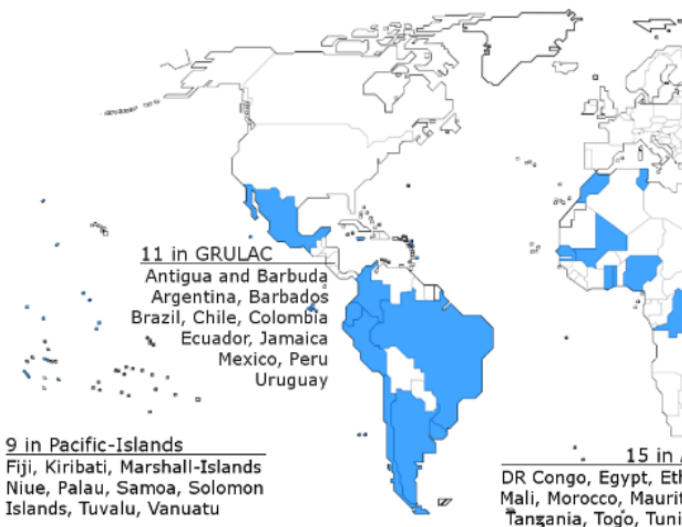 11 in GRULAC
Antigua and Barbuda
Argentina, Barbados
Brazil, Chile, Colombia
Ecuador, Jamaica
Mexico, Peru
Uruguay
9 in Pacific-Islands
Fiji, Kiribati, Marshall-Islands
Niue, Palau, Samoa, Solomon
Islands, Tuvalu, Vanuatu
15 in
DR Congo, Egypt,
Mali, Morocco,
Tanzania, Togo,